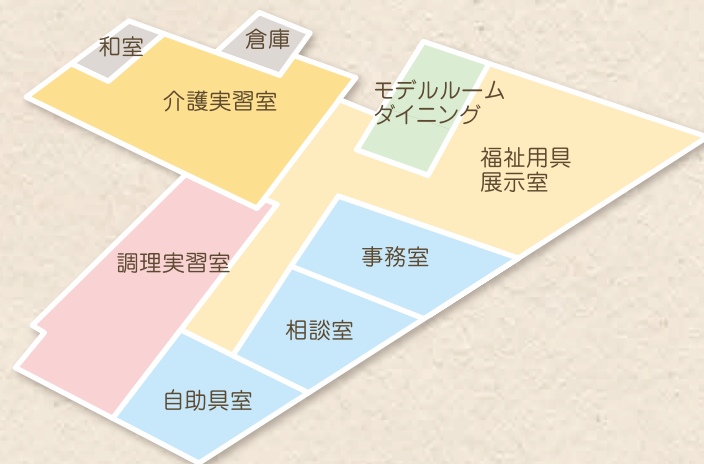 和室
倉庫
介護実習室
モデルルーム
ダイニング
福祉用具
展示室
調理実習室
事務室
相談室
自助具室